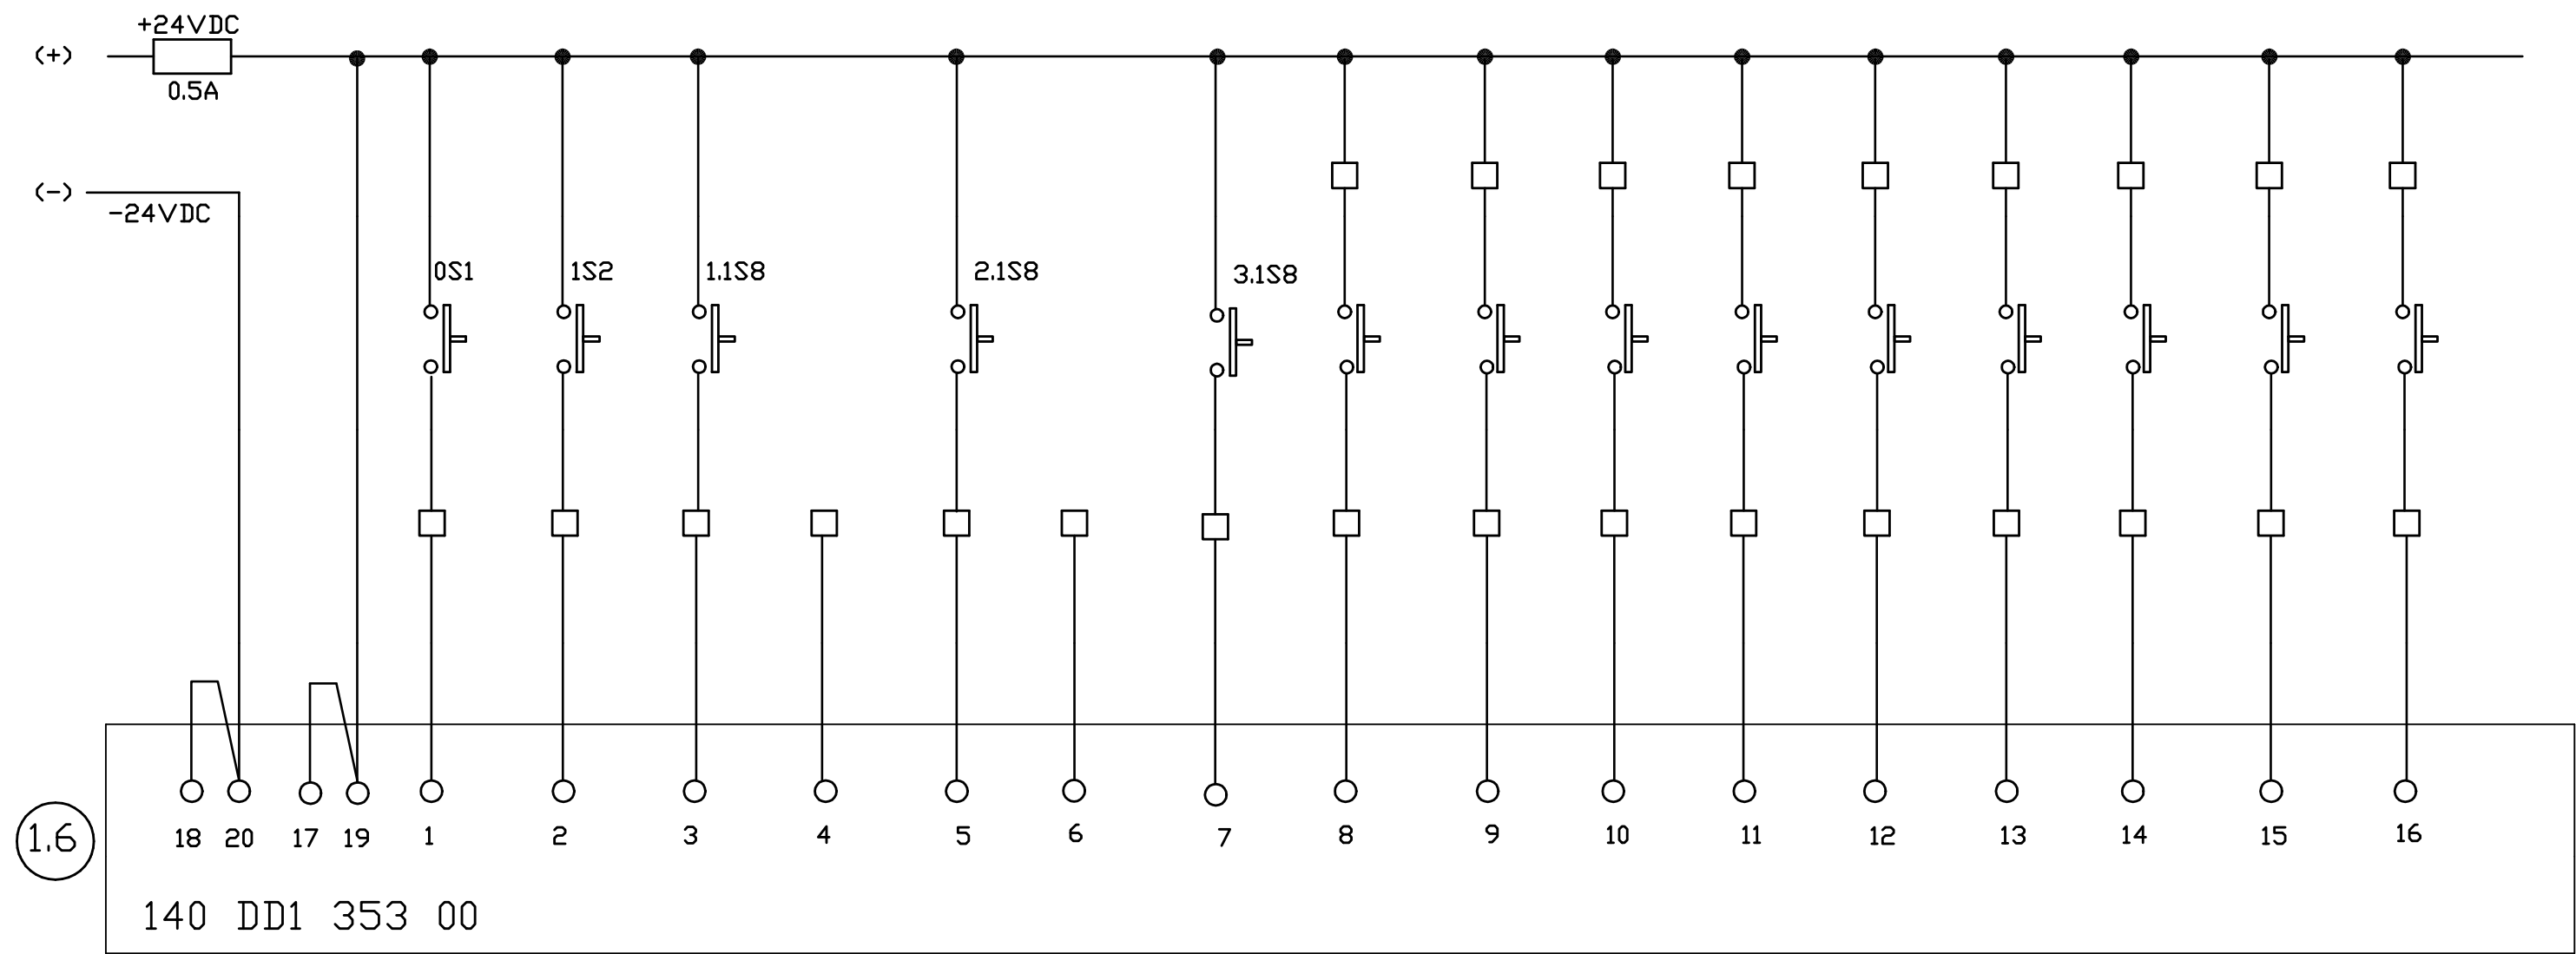 +24VDC
(+)
0.5A
(-)
-24VDC
0S1 1S2 1.1S8 2.1S8 3.1S8
18 20 17 19 1 2 3 4 5 6 7 8 9 10 11 12 13 14 15 16
1.6
140 DD1 353 00